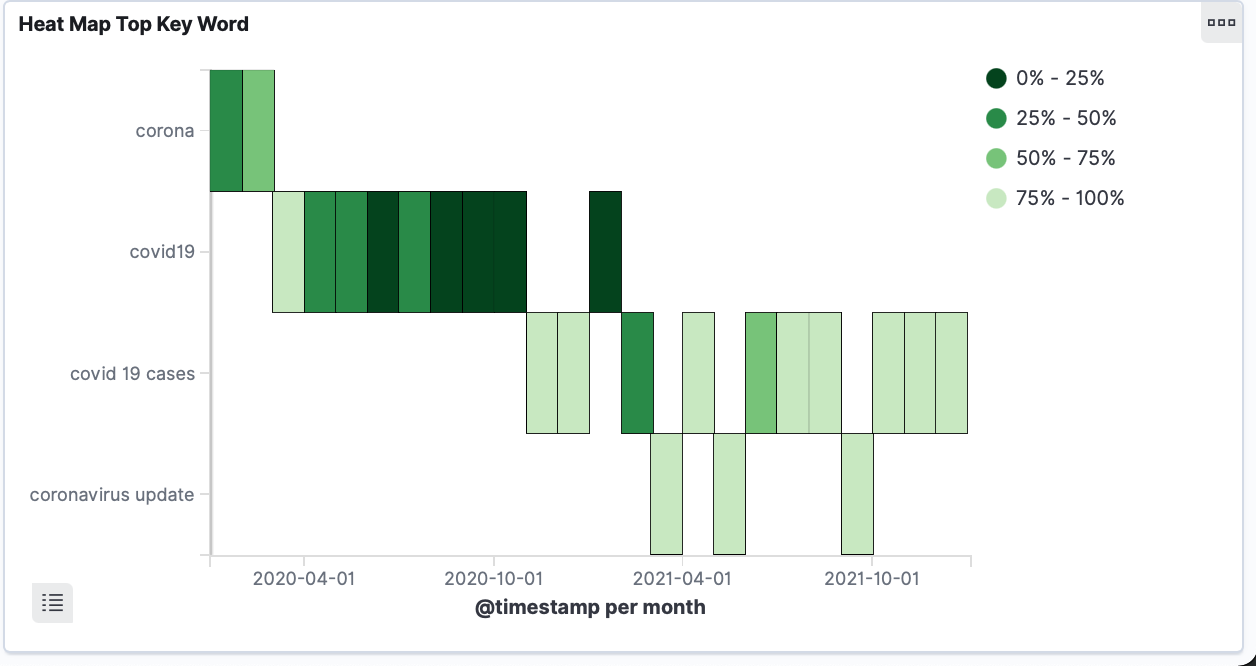 Heat Map Top Key Word
0% - 25%
25% - 50%
50% - 75%
75% - 100%
corona
covid19
covid 19 cases
coronavirus update
2020-04-01
2020-10-01
2021-04-01
2021-10-01
@timestamp per month